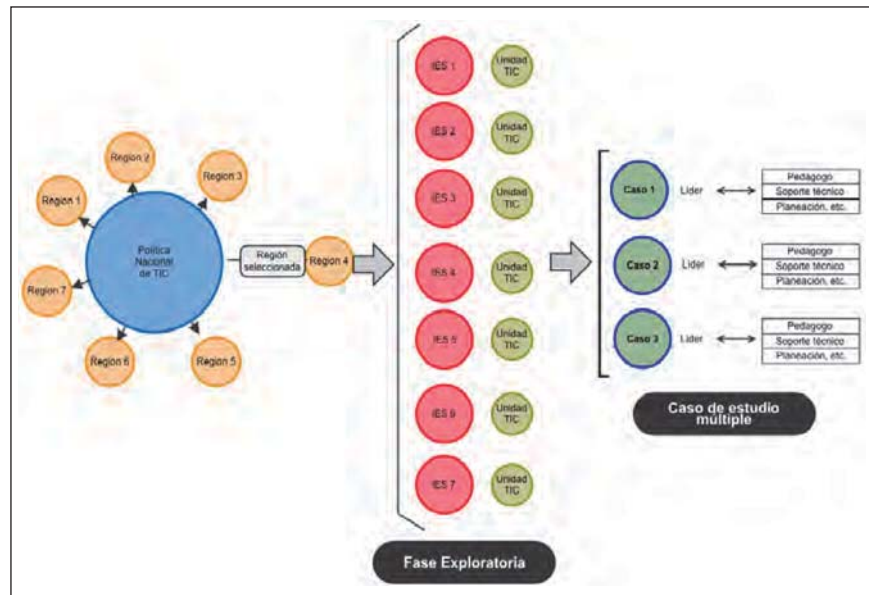 Region 2
Region 3
Region 1
Política
Nacional
de TIC
Región
seleccionada
Region 4
Region 7
Region 6
Region 5
IES 1
Unidad
TIC
IES 2
Unidad
TIC
IES 3
Unidad
TIC
IES 4
Unidad
TIC
IES 5
Unidad
TIC
IES 6
Unidad
TIC
IES 7
Unidad
TIC
Fase Exploratoria
Caso 1
Lider
Pedagogo
Soporte técnico
Planeación, etc.
Caso 2
Lider
Pedagogo
Soporte técnico
Planeación, etc.
Caso 3
Lider
Pedagogo
Soporte técnico
Planeación, etc.
Caso de estudio
múltiple